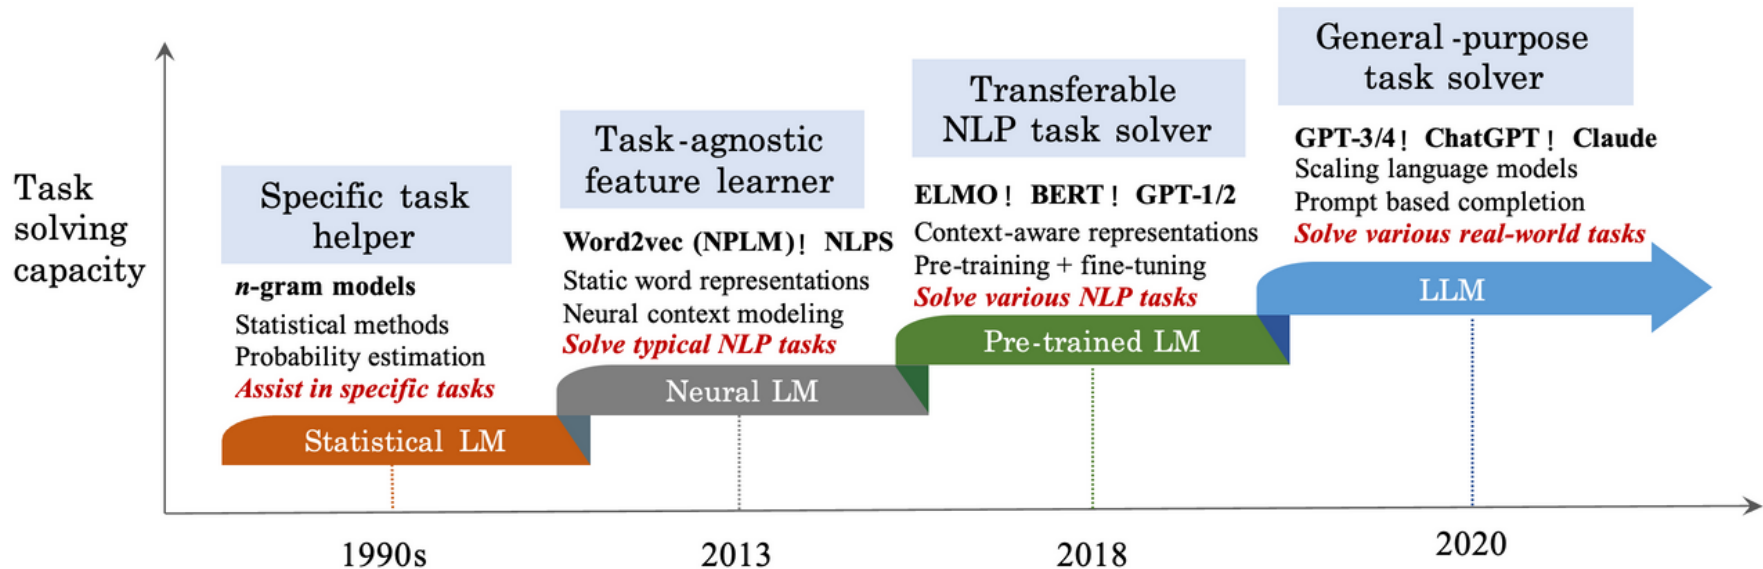 Task
solving
capacity
Specific task
helper
n-gram models
Statistical methods
Probability estimation
Assist in specific tasks
Statistical LM
1990s
Task-agnostic
feature learner
Word2vec (NPLM)! NLPS
Static word representations
Neural context modeling
Solve typical NLP tasks
Neural LM
2013
Transferable
NLP task solver
ELMO! BERT! GPT-1/2
Context-aware representations
Pre-training + fine-tuning
Solve various NLP tasks
Pre-trained LM
2018
General-purpose
task solver
GPT-3/4! ChatGPT! Claude
Scaling language models
Prompt based completion
Solve various real-world tasks
LLM
2020